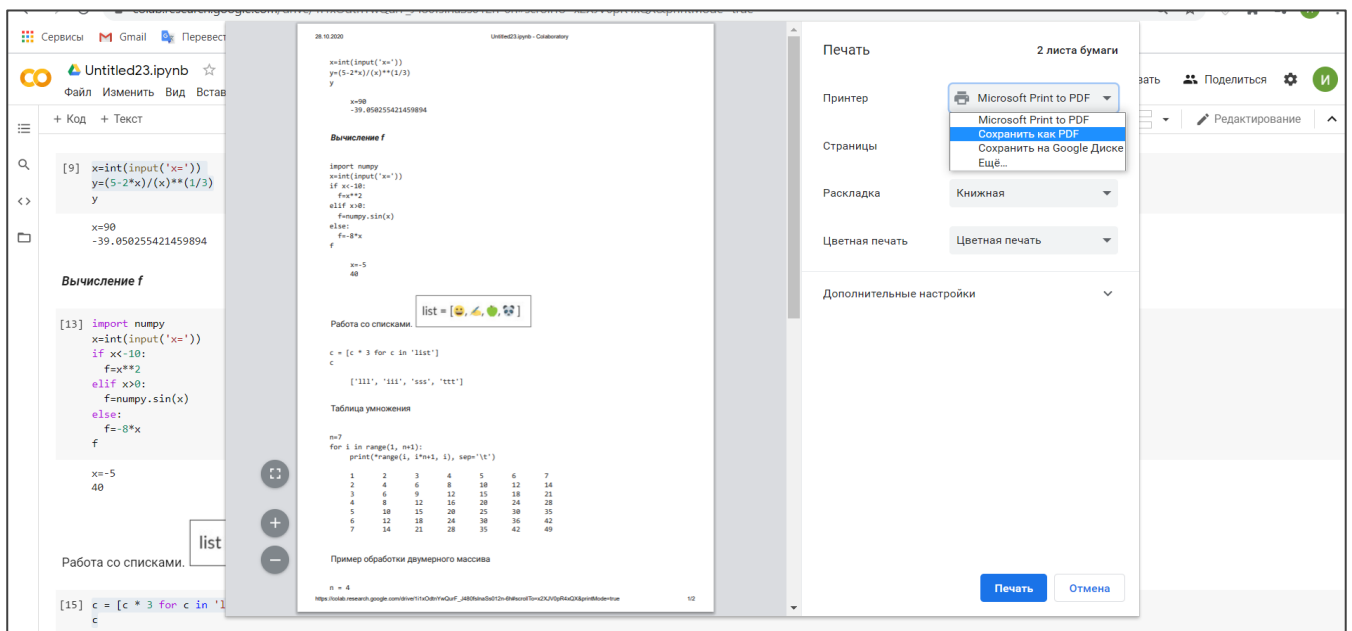 Сервисы Gmail Перевест
Untitled23.ipynb
Файл Изменить Вид Встав
+ Код + Текст
[9] x=int(input('x='))
y=(5-2*x)/(x)**(1/3)
y
x=90
-39.050255421459894
Вычисление f
[13] import numpy
x=int(input('x='))
if x<-10:
f=x**2
elif x>0:
f=numpy.sin(x)
else:
f=-8*x
f
x=-5
40
list
Работа со списками.
[15] c = [c * 3 for c in 'l
c
28.10.2020 Untitled23.ipynb - Colaboratory
x=int(input('x='))
y=(5-2*x)/(x)**(1/3)
y
x=90
-39.050255421459894
Вычисление f
import numpy
x=int(input('x='))
if x<-10:
f=x**2
elif x>0:
f=numpy.sin(x)
else:
f=-8*x
f
x=-5
40
list = [😀, ✍, 🍏, 🐼]
Работа со списками.
c = [c * 3 for c in 'list']
c
['lll', 'iii', 'sss', 'ttt']
Таблица умножения
n=7
for i in range(1, n+1):
print(*range(i, i*n+1, i), sep='\t')
1 2 3 4 5 6 7
2 4 6 8 10 12 14
3 6 9 12 15 18 21
4 8 12 16 20 24 28
5 10 15 20 25 30 35
6 12 18 24 30 36 42
7 14 21 28 35 42 49
Пример обработки двумерного массива
n = 4
1/2
Печать 2 листа бумаги
Принтер Microsoft Print to PDF
Microsoft Print to PDF
Сохранить как PDF
Сохранить на Google Диске
Ещё...
Страницы
Раскладка Книжная
Цветная печать Цветная печать
Дополнительные настройки
Печать Отмена
вать Поделиться И
Редактирование